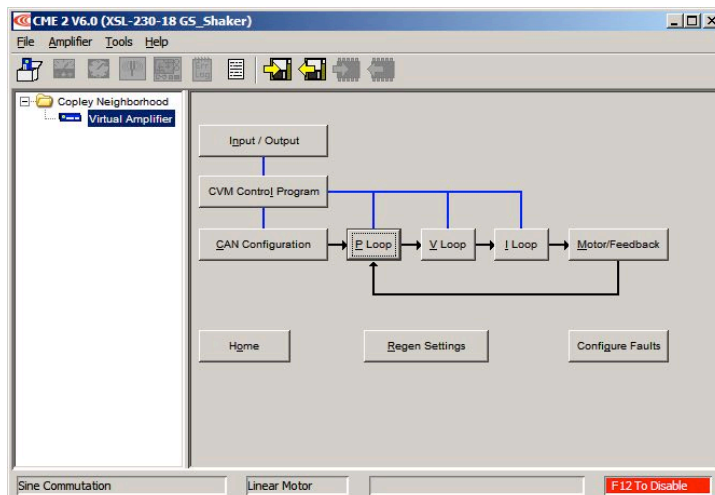 CME 2 V6.0 (XSL-230-18 GS_Shaker)
File Amplifier Tools Help
Copley Neighborhood
Virtual Amplifier
Input / Output
CVM Control Program
CAN Configuration
P Loop
V Loop
I Loop
Motor/Feedback
Home
Regen Settings
Configure Faults
Sine Commutation
Linear Motor
F12 To Disable